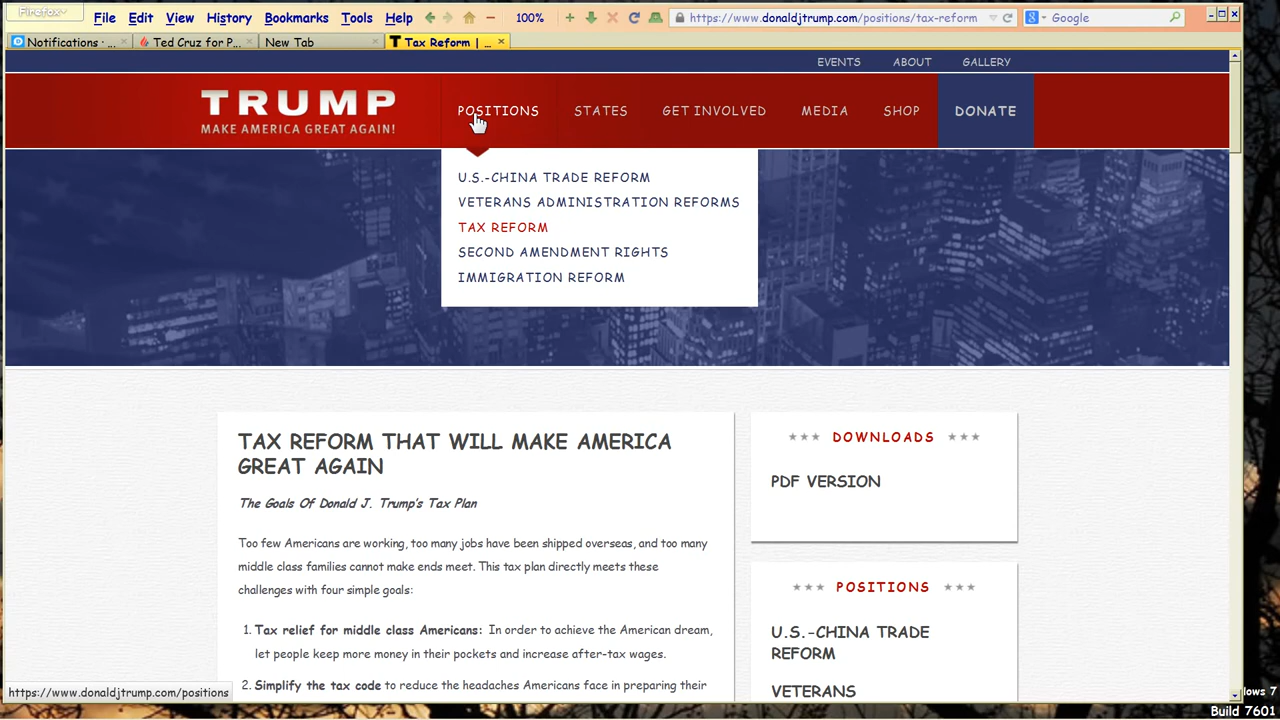 Firefox
File Edit View History Bookmarks Tools Help 100% https://www.donaldjtrump.com/positions/tax-reform Google
Notifications · ... Ted Cruz for P... New Tab Tax Reform | ...
EVENTS ABOUT GALLERY
TRUMP
MAKE AMERICA GREAT AGAIN!
POSITIONS STATES GET INVOLVED MEDIA SHOP DONATE
U.S.-CHINA TRADE REFORM
VETERANS ADMINISTRATION REFORMS
TAX REFORM
SECOND AMENDMENT RIGHTS
IMMIGRATION REFORM
TAX REFORM THAT WILL MAKE AMERICA
GREAT AGAIN
The Goals Of Donald J. Trump's Tax Plan
Too few Americans are working, too many jobs have been shipped overseas, and too many
middle class families cannot make ends meet. This tax plan directly meets these
challenges with four simple goals:
1. Tax relief for middle class Americans: In order to achieve the American dream,
let people keep more money in their pockets and increase after-tax wages.
2. Simplify the tax code to reduce the headaches Americans face in preparing their
DOWNLOADS
PDF VERSION
POSITIONS
U.S.-CHINA TRADE
REFORM
VETERANS
https://www.donaldjtrump.com/positions
lows 7
Build 7601